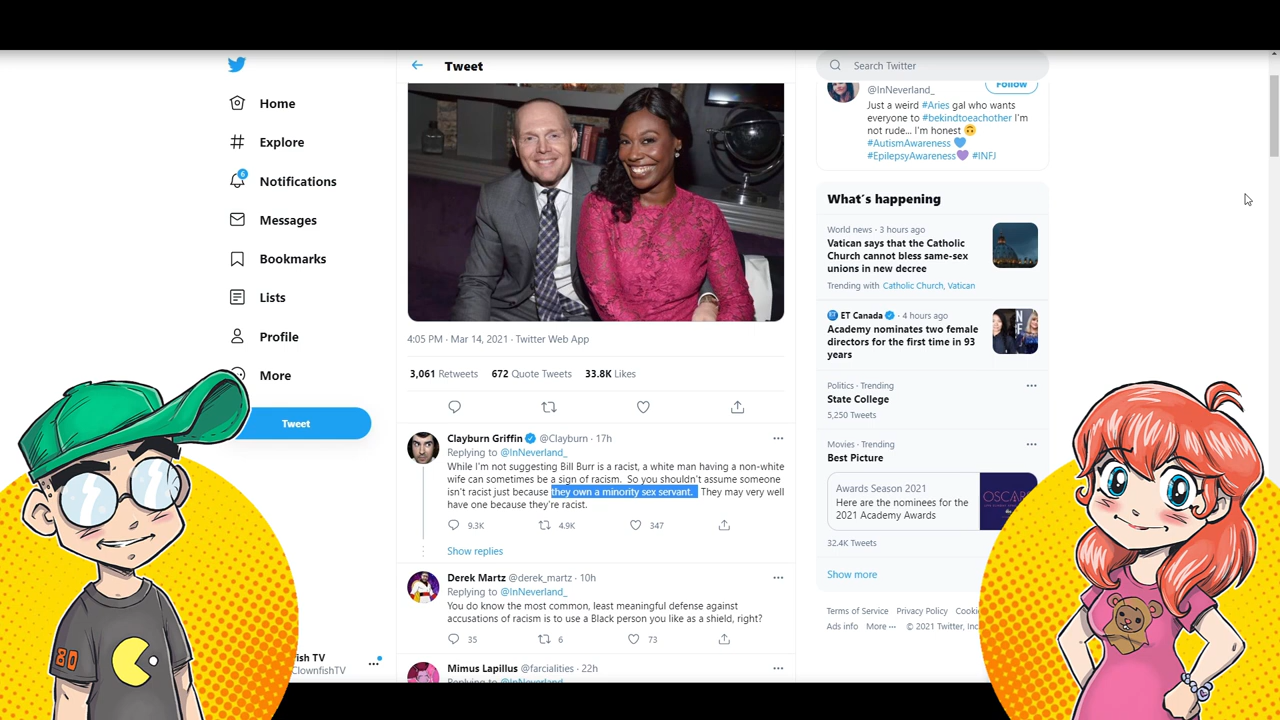 Home
Explore
6
Notifications
Messages
Bookmarks
Lists
Profile
More
Tweet
fish TV
ClownfishTV
80
Tweet
4:05 PM · Mar 14, 2021 · Twitter Web App
3,061 Retweets 672 Quote Tweets 33.8K Likes
Clayburn Griffin @Clayburn · 17h
Replying to @InNeverland_
While I'm not suggesting Bill Burr is a racist, a white man having a non-white
wife can sometimes be a sign of racism. So you shouldn't assume someone
isn't racist just because they own a minority sex servant. They may very well
have one because they're racist.
9.3K 4.9K 347
Show replies
Derek Martz @derek_martz · 10h
Replying to @InNeverland_
You do know the most common, least meaningful defense against
accusations of racism is to use a Black person you like as a shield, right?
35 6 73
Mimus Lapillus @farcialities · 22h
Replying to @InNeverland_
Search Twitter
@InNeverland_
Follow
Just a weird #Aries gal who wants
everyone to #bekindtoeachother I'm
not rude... I'm honest
#AutismAwareness
#EpilepsyAwareness #INFJ
What's happening
World news · 3 hours ago
Vatican says that the Catholic
Church cannot bless same-sex
unions in new decree
Trending with Catholic Church, Vatican
ET Canada · 4 hours ago
Academy nominates two female
directors for the first time in 93
years
Politics · Trending
State College
5,250 Tweets
Movies · Trending
Best Picture
Awards Season 2021
Here are the nominees for the
2021 Academy Awards
OSCAR
32.4K Tweets
Show more
Terms of Service Privacy Policy Cookie
Ads info More © 2021 Twitter, Inc